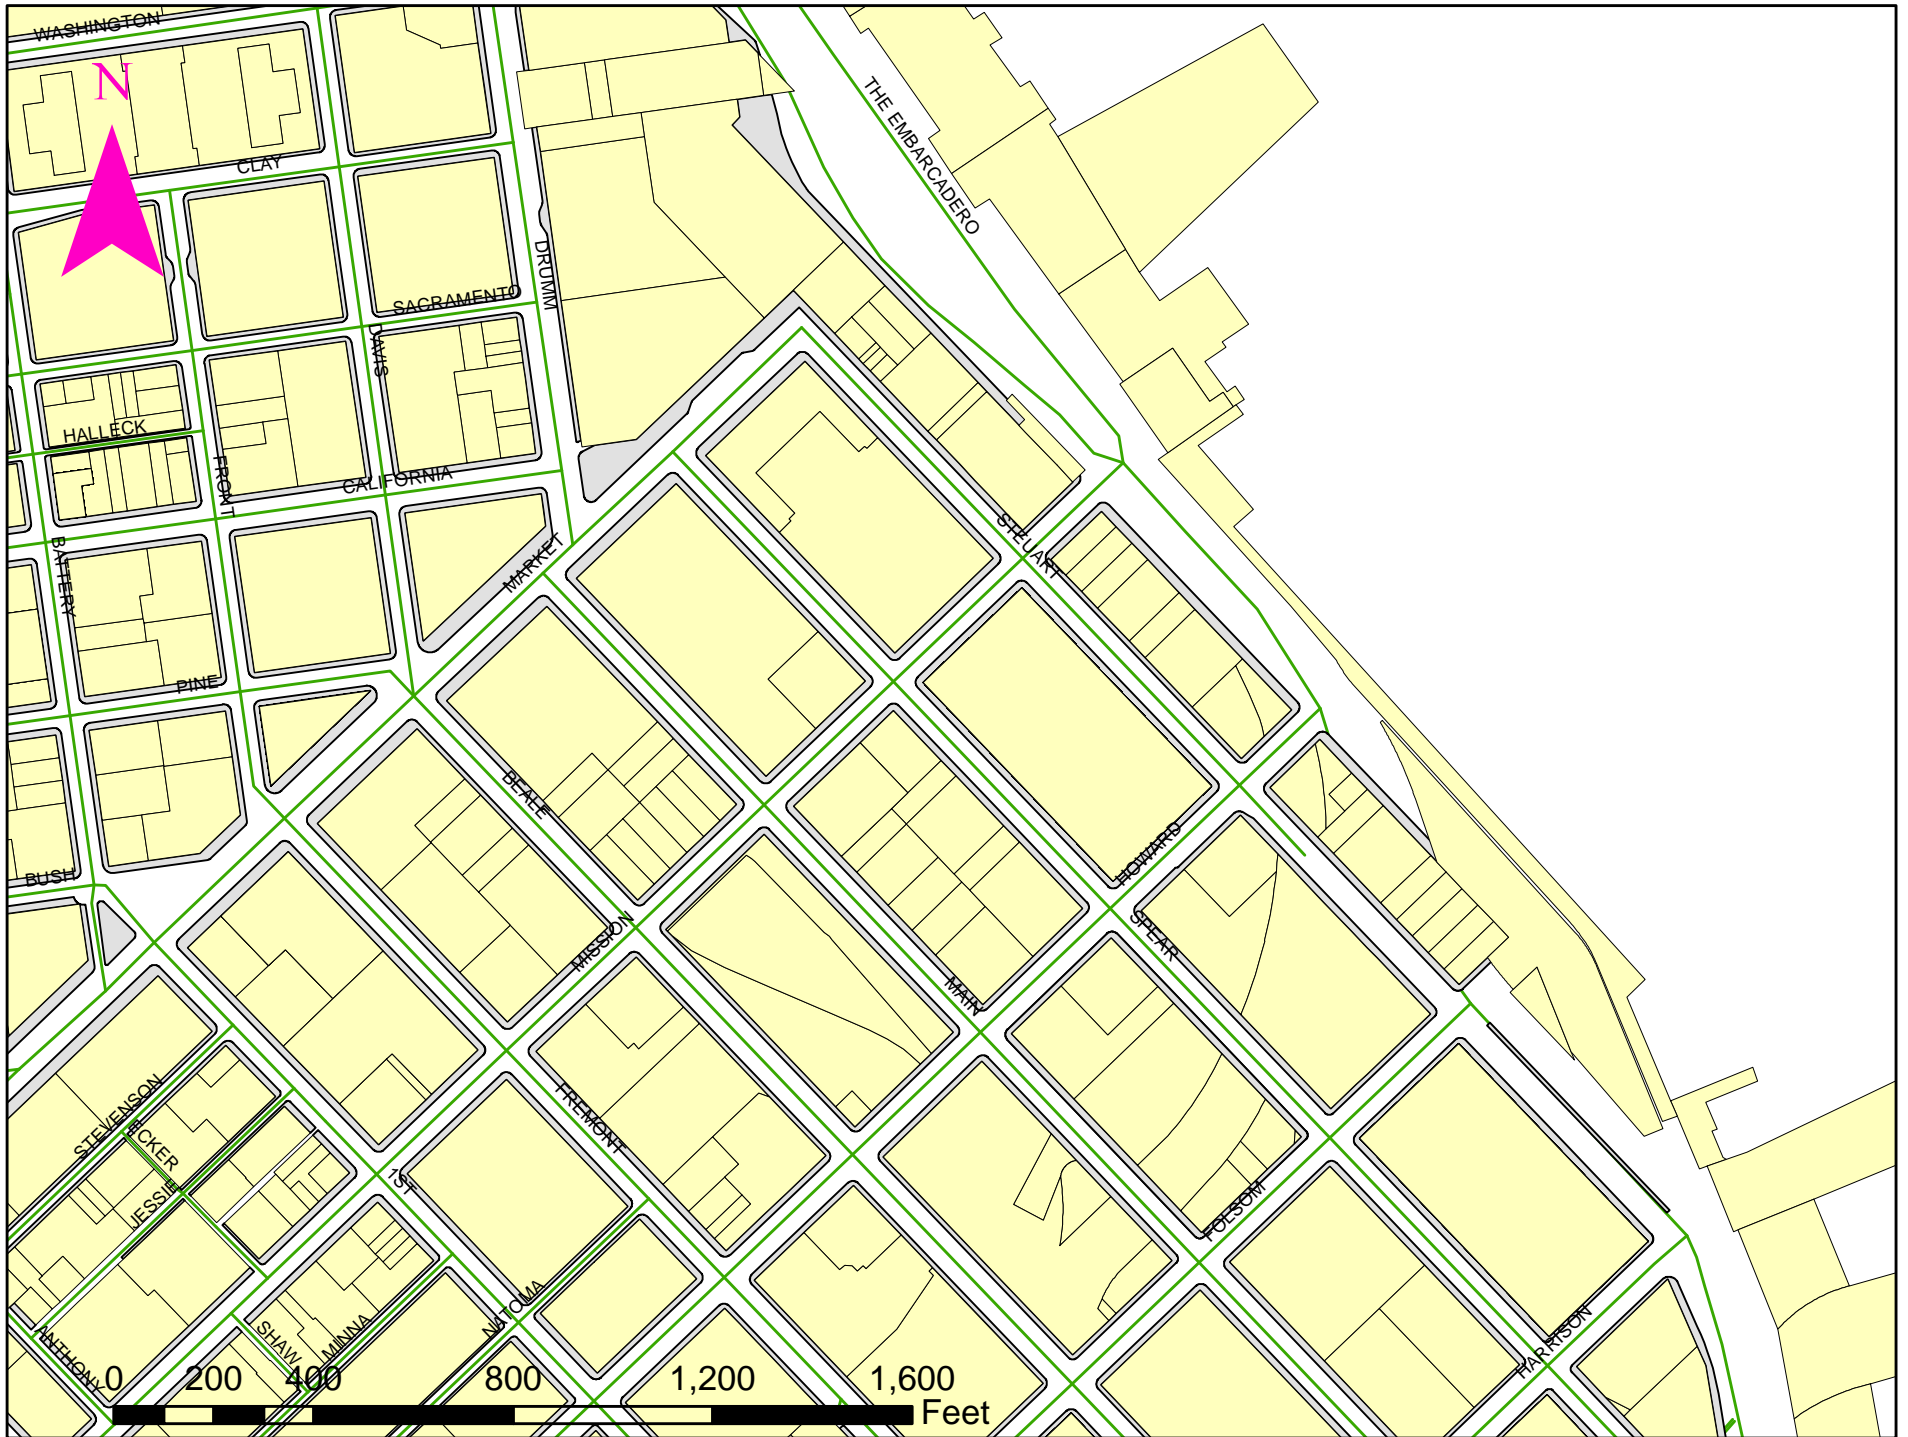 WASHINGTON
N
THE EMBARCADERO
CLAY
DRUMM
SACRAMENTO
DAVIS
HALLECK
FRONT
CALIFORNIA
STEUART
MARKET
BATTERY
PINE
BEALE
HOWARD
BUSH
MISSION
SPEAR
MAIN
STEVENSON
FREMONT
ECKER
1ST
JESSIE
FOLSOM
NATOMA
HARRISON
SHAW
MINNA
ANTHONY
0 200 400 800 1,200 1,600
Feet